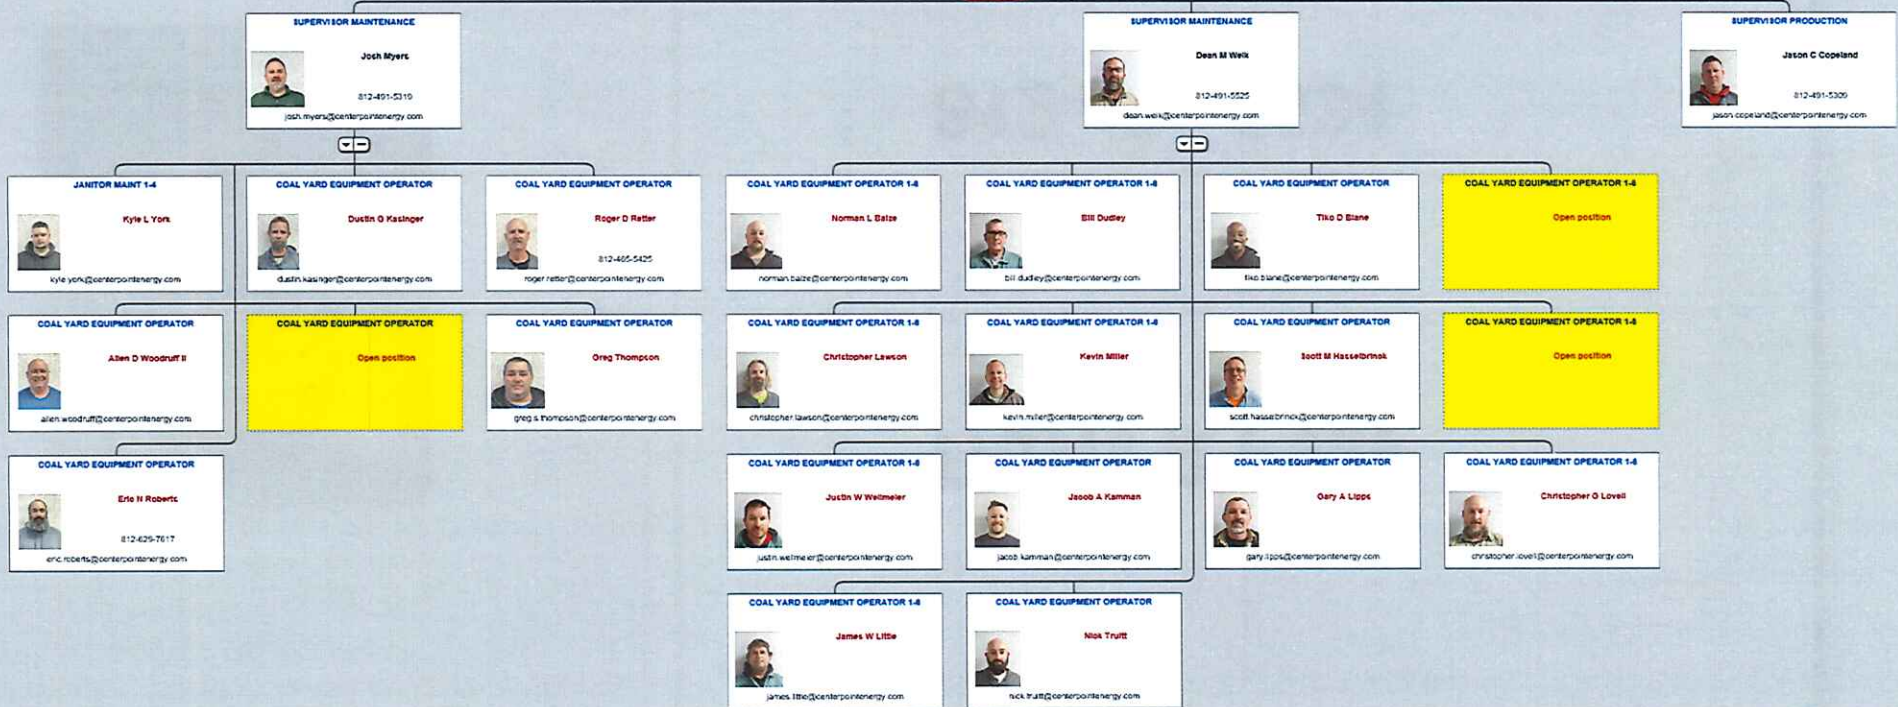 SUPERVISOR MAINTENANCE
Josh Myers
812-491-5319
josh.myers@centerpointenergy.com
SUPERVISOR MAINTENANCE
Dean M Welk
812-491-5525
dean.welk@centerpointenergy.com
SUPERVISOR PRODUCTION
Jason C Copeland
812-491-5309
jason.copeland@centerpointenergy.com
JANITOR MAINT 1-4
Kyle L York
kyle.york@centerpointenergy.com
COAL YARD EQUIPMENT OPERATOR
Dustin G Kasinger
dustin.kasinger@centerpointenergy.com
COAL YARD EQUIPMENT OPERATOR
Roger D Retter
812-465-5425
roger.retter@centerpointenergy.com
COAL YARD EQUIPMENT OPERATOR 1-8
Norman L Balze
norman.balze@centerpointenergy.com
COAL YARD EQUIPMENT OPERATOR 1-8
Bill Dudley
bill.dudley@centerpointenergy.com
COAL YARD EQUIPMENT OPERATOR
Tiko D Blane
tiko.blane@centerpointenergy.com
COAL YARD EQUIPMENT OPERATOR 1-8
Open position
COAL YARD EQUIPMENT OPERATOR
Allen D Woodruff II
allen.woodruff@centerpointenergy.com
COAL YARD EQUIPMENT OPERATOR
Open position
COAL YARD EQUIPMENT OPERATOR
Greg Thompson
greg.s.thompson@centerpointenergy.com
COAL YARD EQUIPMENT OPERATOR 1-8
Christopher Lawson
christopher.lawson@centerpointenergy.com
COAL YARD EQUIPMENT OPERATOR 1-8
Kevin Miller
kevin.miller@centerpointenergy.com
COAL YARD EQUIPMENT OPERATOR 1-8
Scott M Hasselbrinck
scott.hasselbrinck@centerpointenergy.com
COAL YARD EQUIPMENT OPERATOR 1-8
Open position
COAL YARD EQUIPMENT OPERATOR
Eric N Roberts
812-629-7617
eric.roberts@centerpointenergy.com
COAL YARD EQUIPMENT OPERATOR 1-8
Justin W Wellmeier
justin.wellmeier@centerpointenergy.com
COAL YARD EQUIPMENT OPERATOR
Jacob A Kamman
jacob.kamman@centerpointenergy.com
COAL YARD EQUIPMENT OPERATOR
Gary A Lipps
gary.lipps@centerpointenergy.com
COAL YARD EQUIPMENT OPERATOR 1-8
Christopher G Lovell
christopher.lovell@centerpointenergy.com
COAL YARD EQUIPMENT OPERATOR 1-8
James W Little
james.little@centerpointenergy.com
COAL YARD EQUIPMENT OPERATOR
Nick Truitt
nick.truitt@centerpointenergy.com